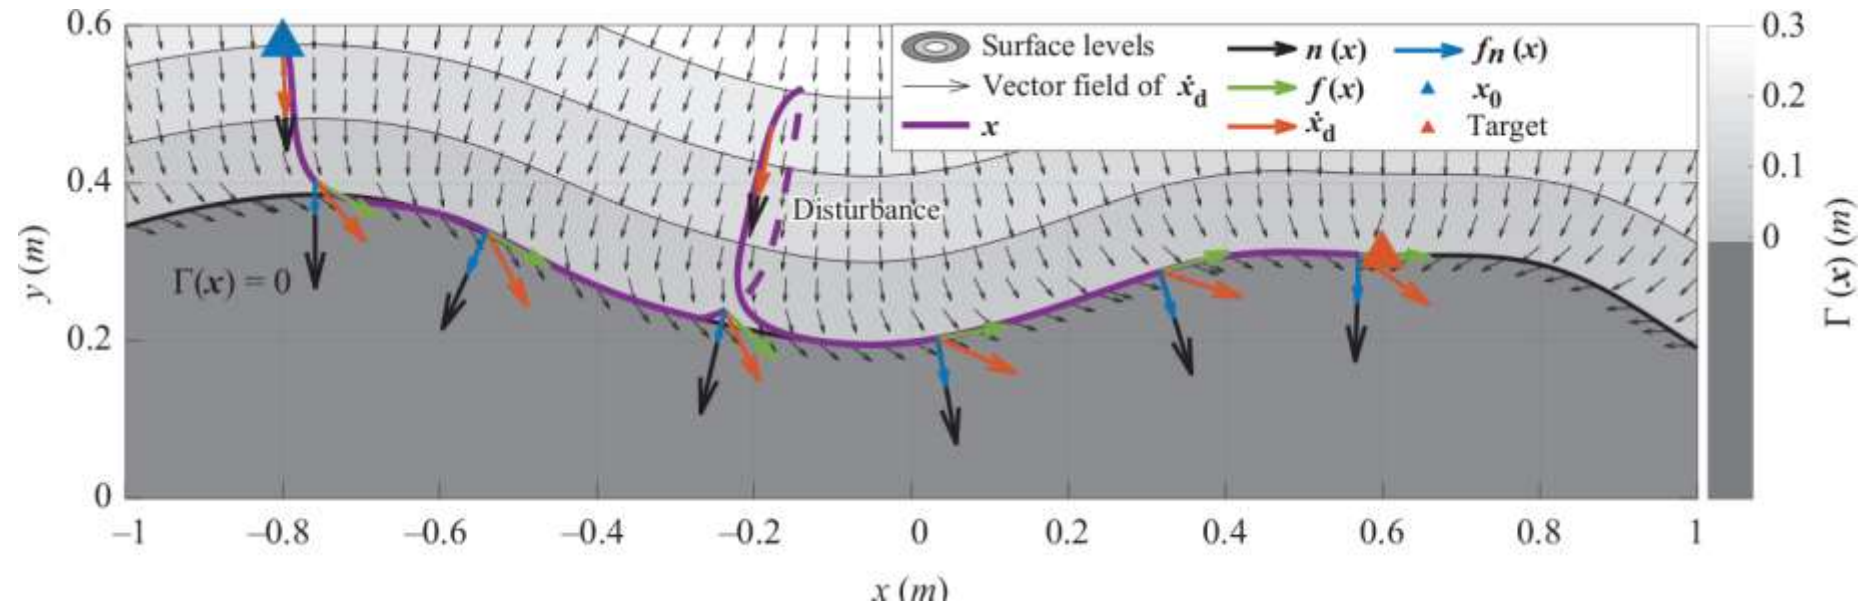 0.6
0.4
0.2
0
y (m)
Surface levels
Vector field of ẋd
x
n (x)
f (x)
ẋd
fn (x)
x0
Target
Disturbance
Γ(x) = 0
–1 –0.8 –0.6 –0.4 –0.2 0 0.2 0.4 0.6 0.8 1
x (m)
0.3
0.2
0.1
0
Γ (x) (m)